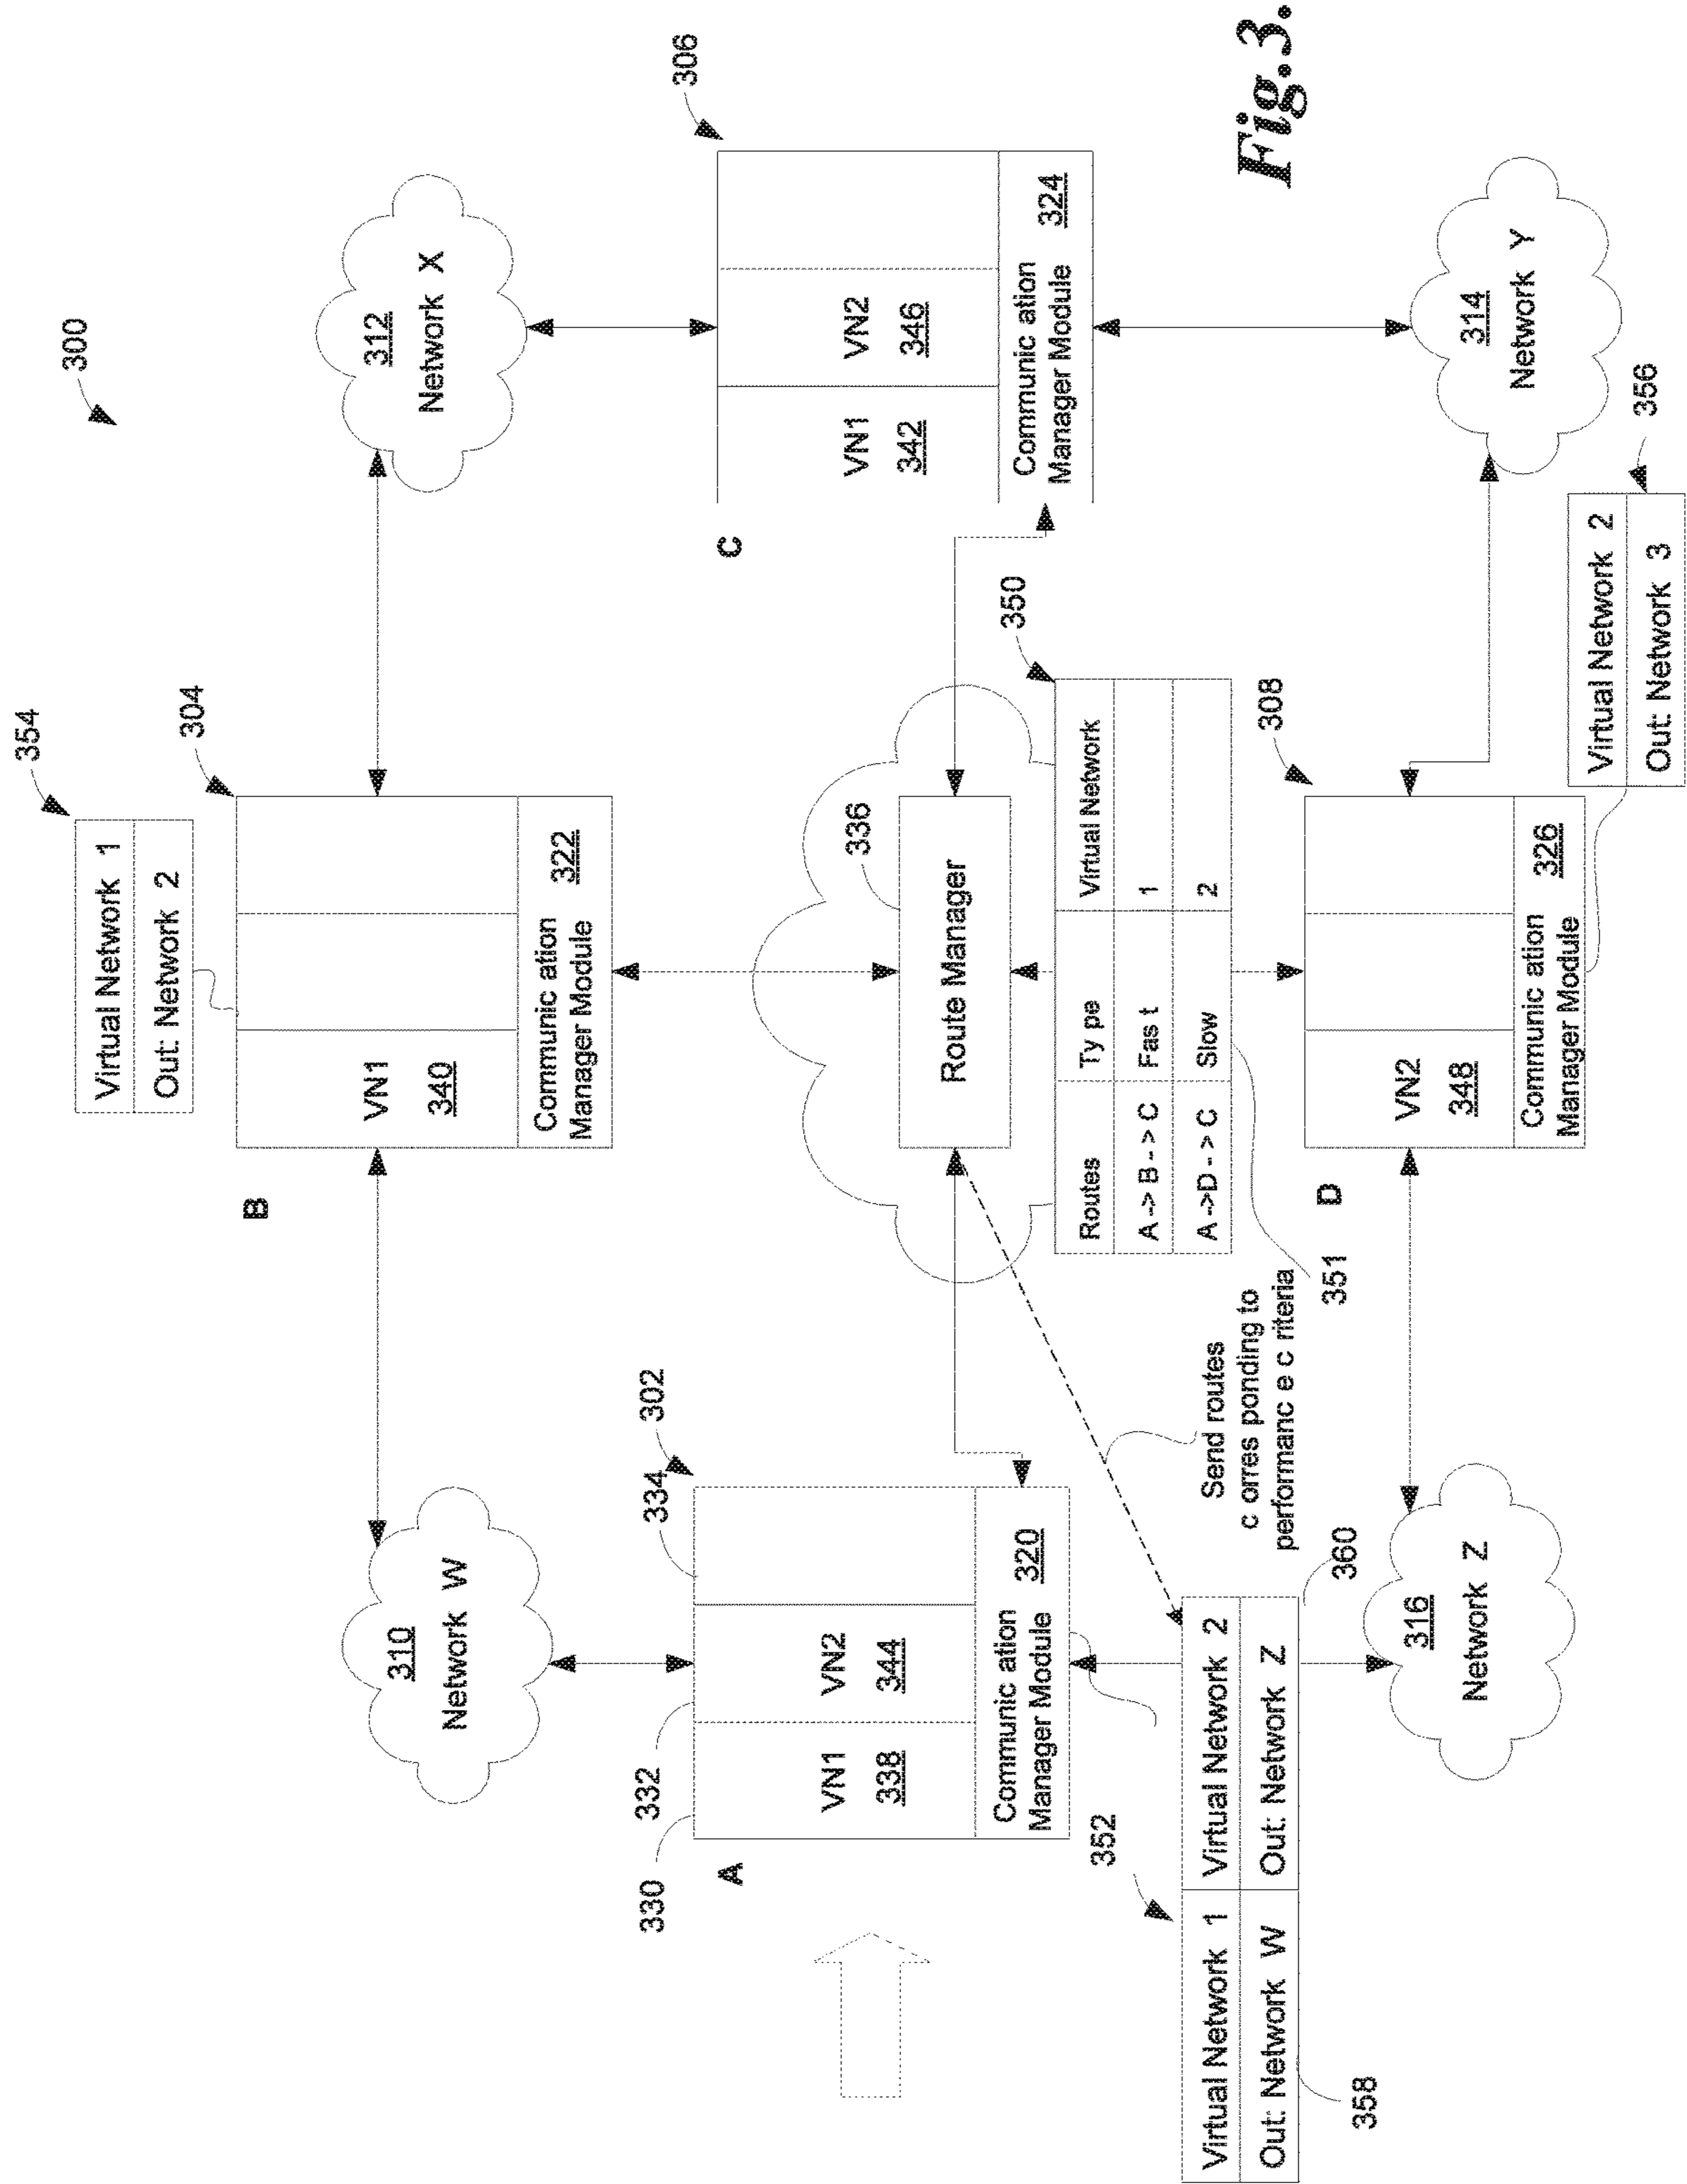 300
354
Virtual Network 1
Out: Network 2
304
B
VN1
340
Communic ation
Manager Module
322
310
Network W
312
Network X
306
C
VN1
342
VN2
346
Communic ation
Manager Module
324
302
334
332
330
A
VN1
338
VN2
344
Communic ation
Manager Module
320
336
Route Manager
350
Routes
Ty pe
Virtual Network
A -> B - > C
Fas t
1
A ->D - > C
Slow
2
351
Send routes
c orres ponding to
performanc e c riteria
352
Virtual Network 1
Virtual Network 2
Out: Network W
Out: Network Z
358
360
316
Network Z
308
D
VN2
348
Communic ation
Manager Module
326
314
Network Y
356
Virtual Network 2
Out: Network 3
Fig.3.